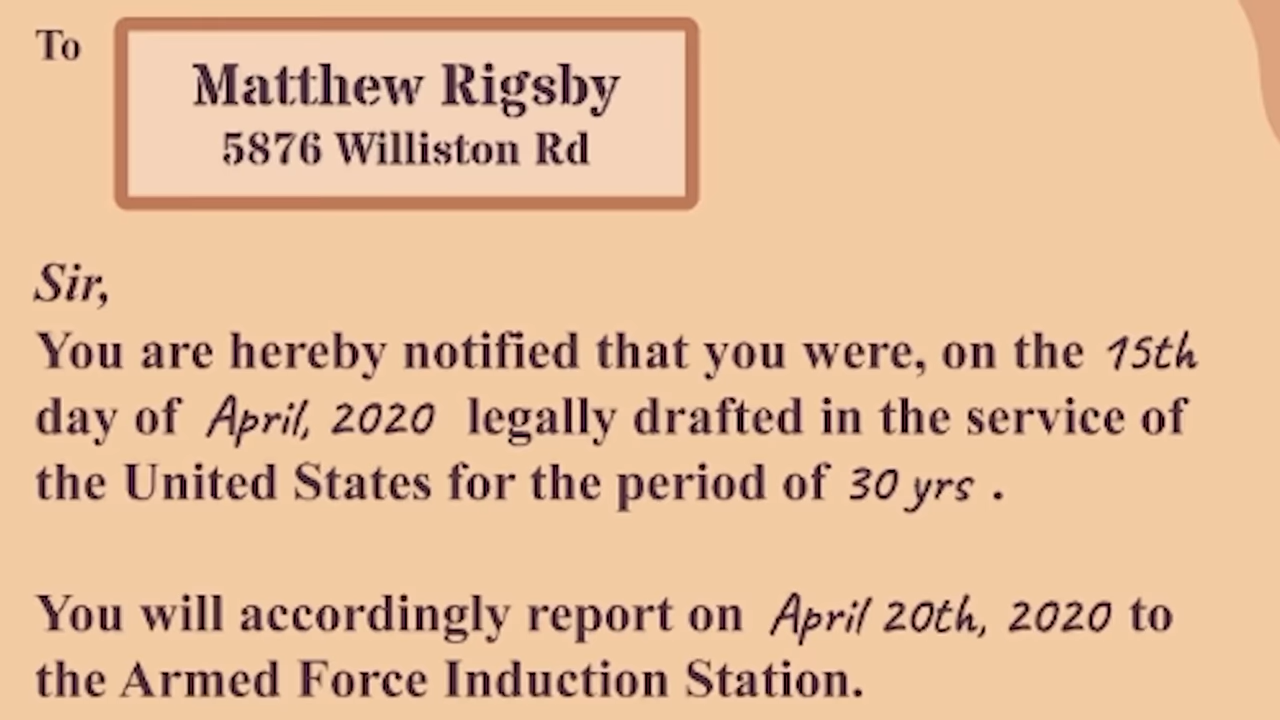 To
Matthew Rigsby
5876 Williston Rd
Sir,
You are hereby notified that you were, on the 15th
day of April, 2020 legally drafted in the service of
the United States for the period of 30 yrs .
You will accordingly report on April 20th, 2020 to
the Armed Force Induction Station.